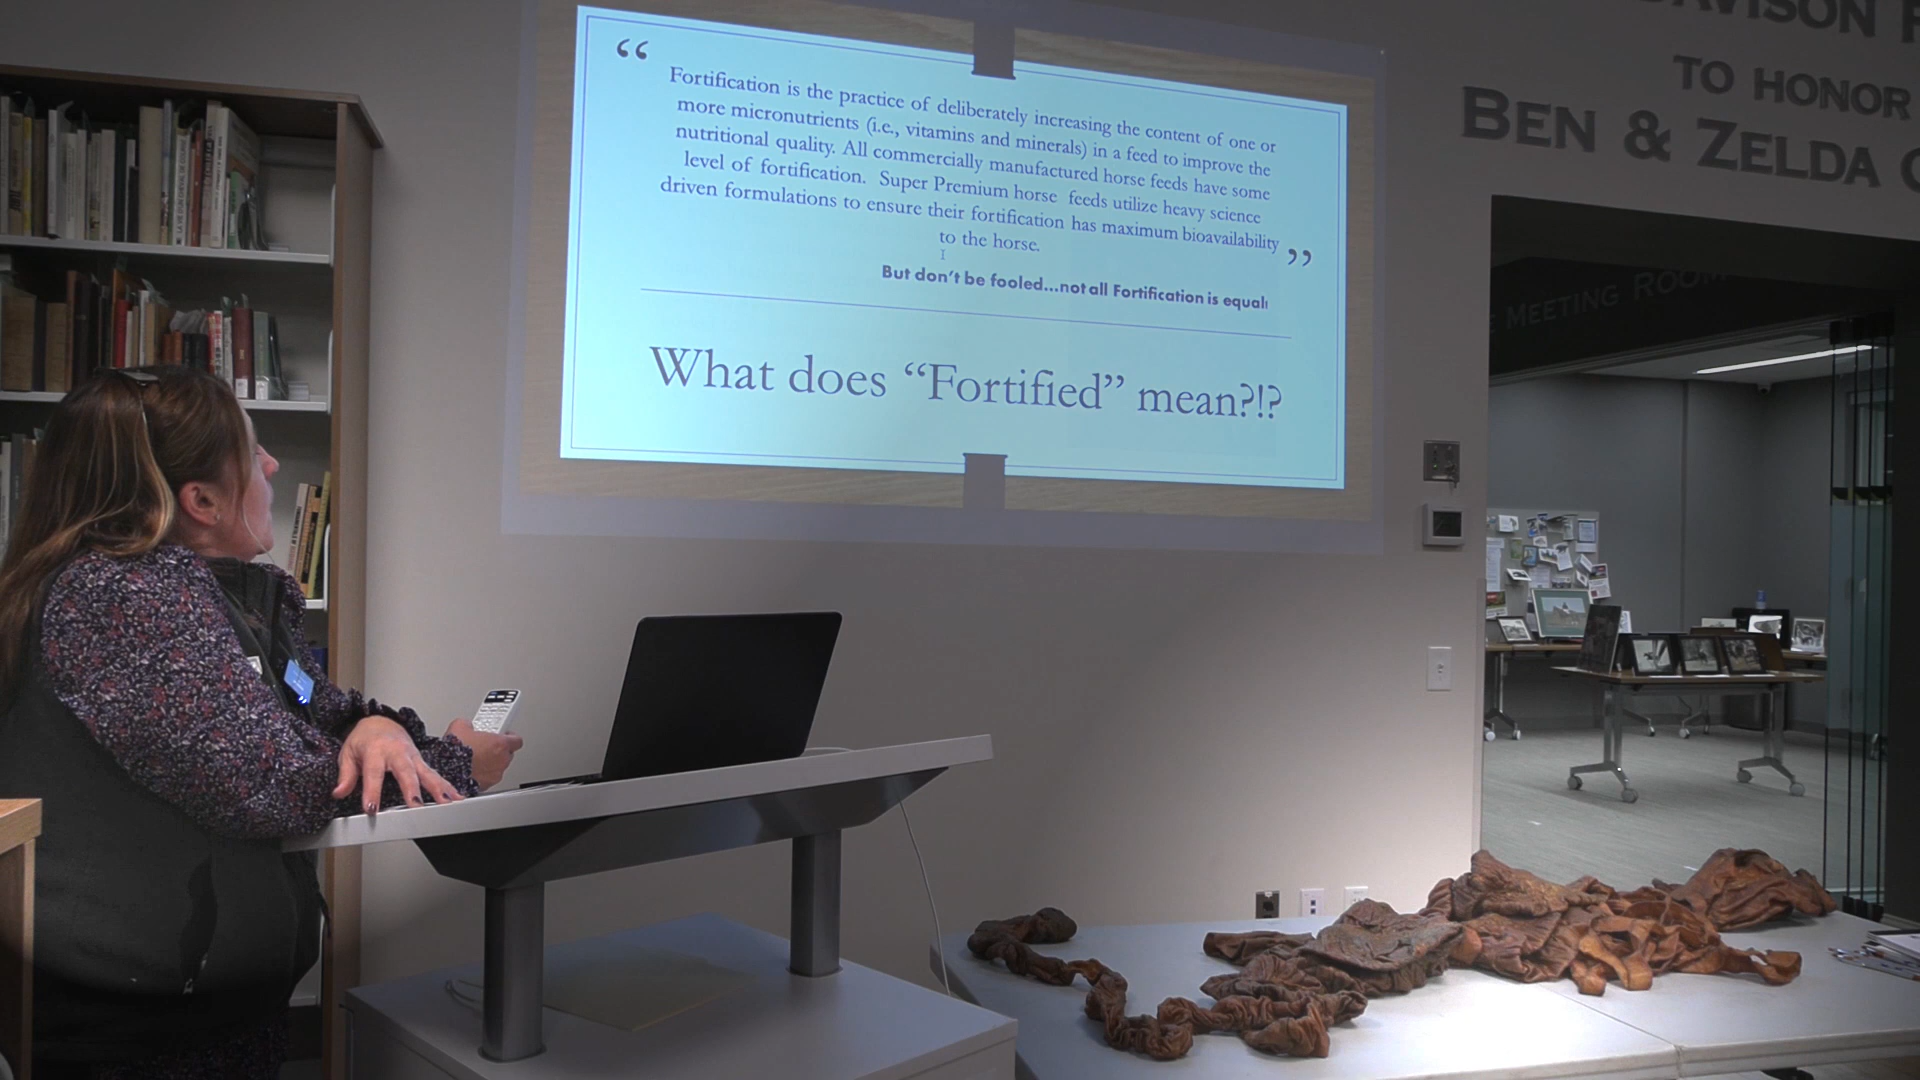 “
Fortification is the practice of deliberately increasing the content of one or
more micronutrients (i.e., vitamins and minerals) in a feed to improve the
nutritional quality. All commercially manufactured horse feeds have some
level of fortification. Super Premium horse feeds utilize heavy science
driven formulations to ensure their fortification has maximum bioavailability
to the horse.
”
But don't be fooled...not all Fortification is equal!
What does “Fortified” mean?!?
TO HONOR
BEN & ZELDA
MEETING ROOM